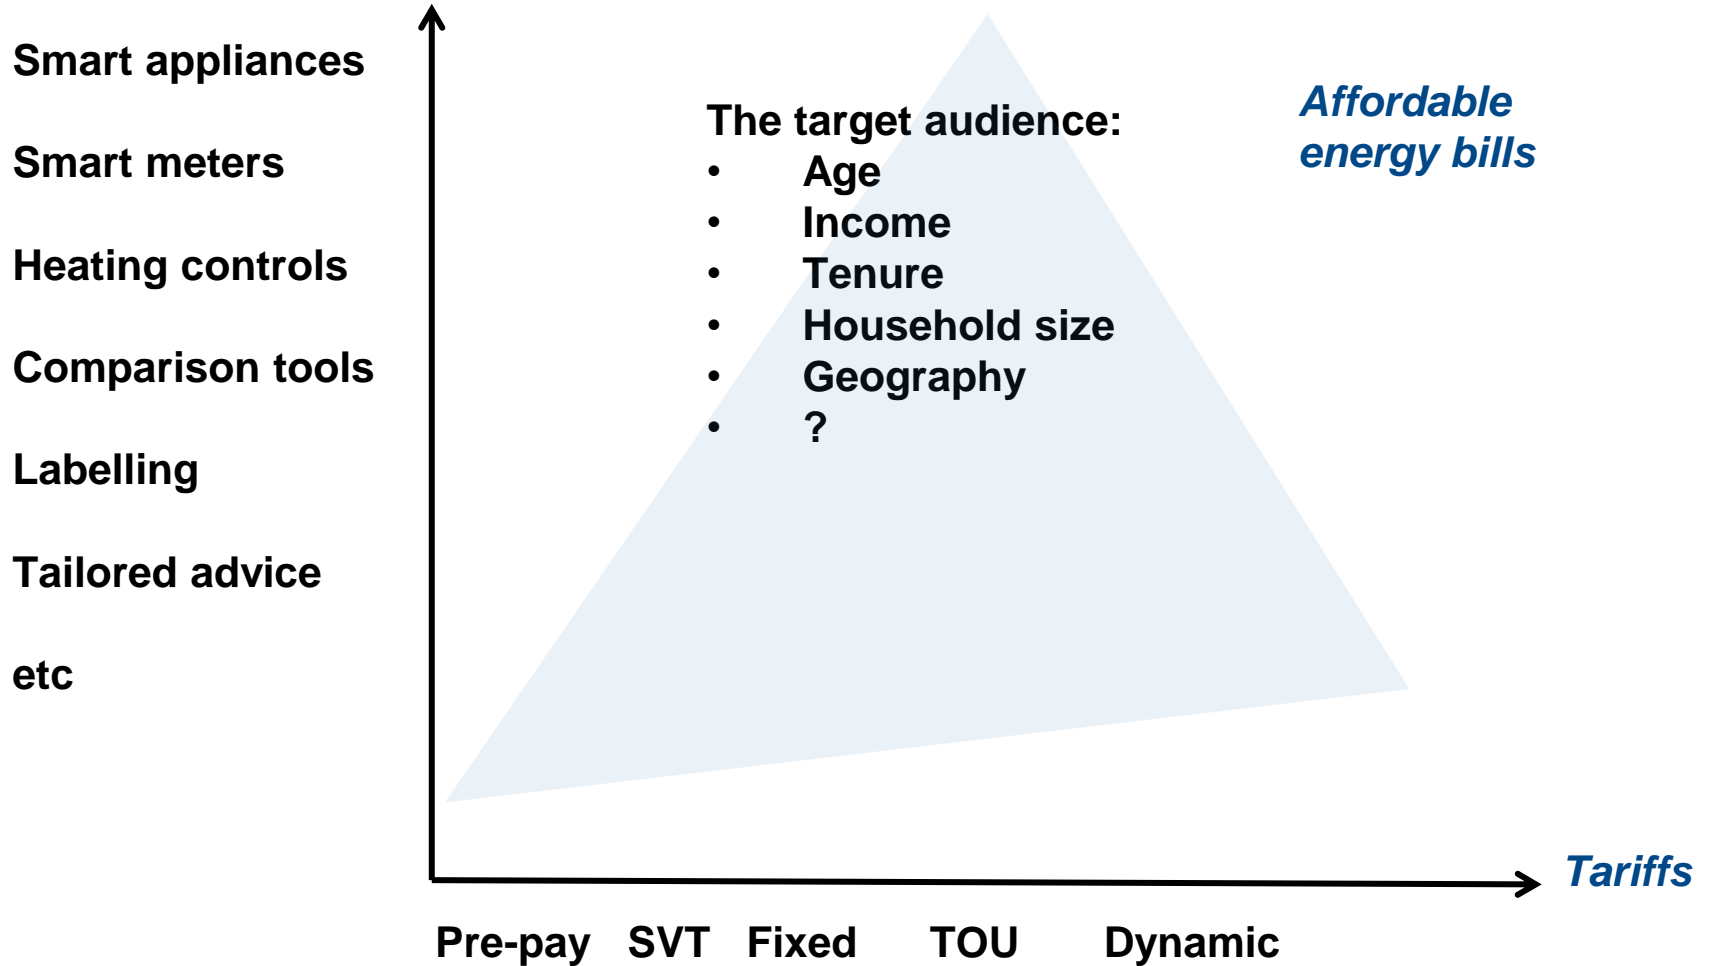 Smart appliances
Smart meters
Heating controls
Comparison tools
Labelling
Tailored advice
etc
The target audience:
• Age
• Income
• Tenure
• Household size
• Geography
• ?
Affordable
energy bills
Tariffs
Pre-pay SVT Fixed TOU Dynamic